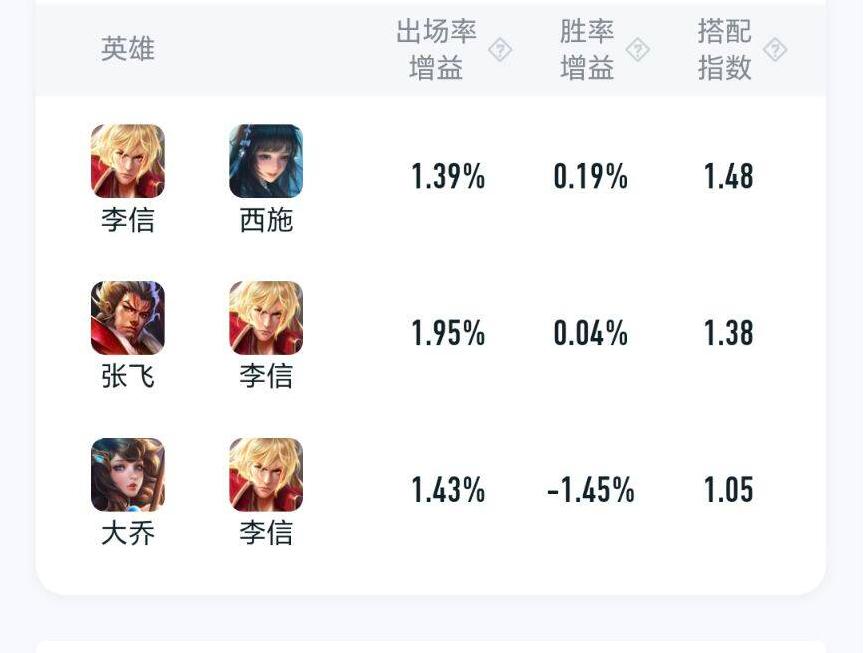 英雄 出场率增益 胜率增益 搭配指数
李信 西施 1.39% 0.19% 1.48
张飞 李信 1.95% 0.04% 1.38
大乔 李信 1.43% -1.45% 1.05